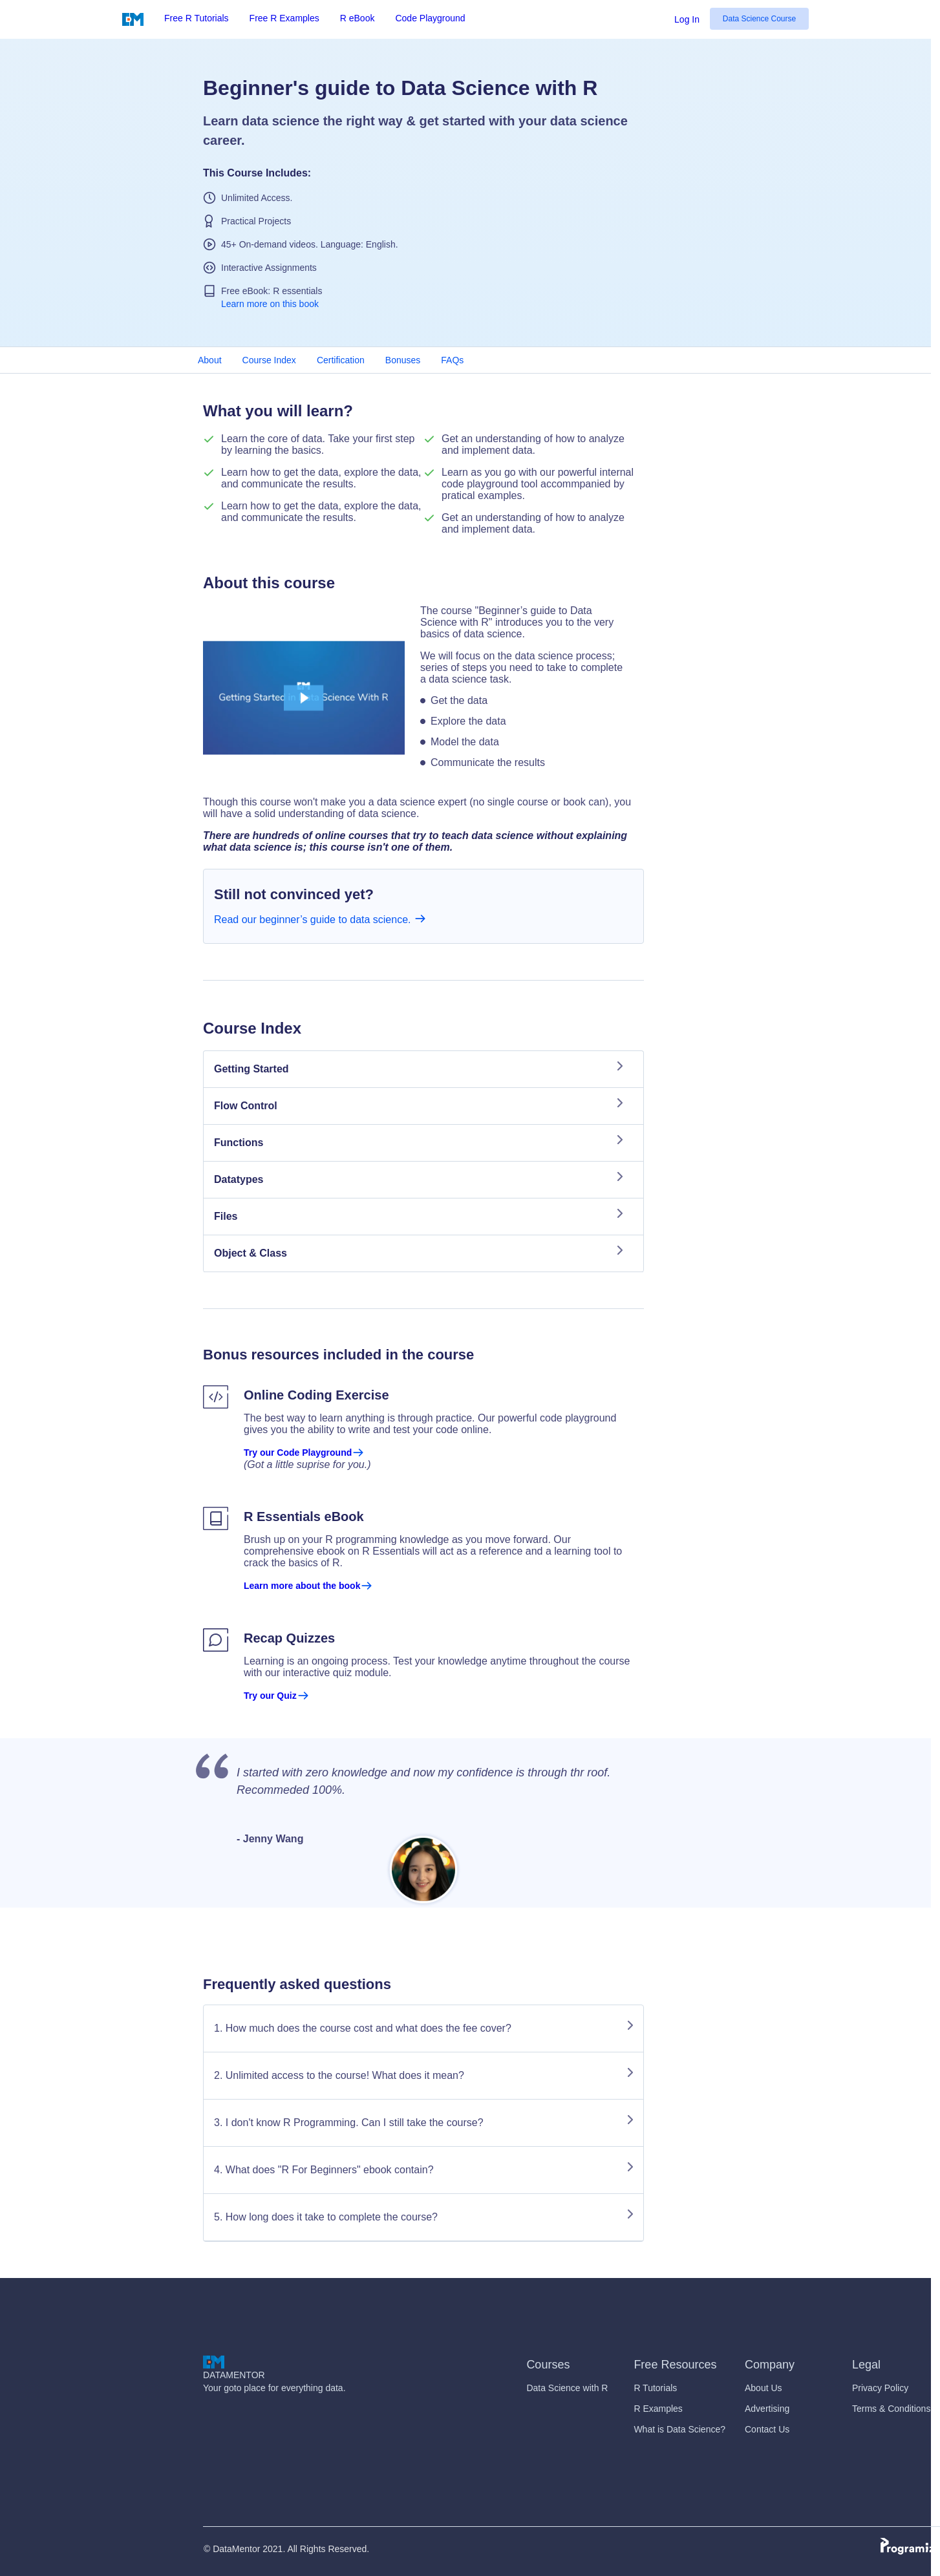 DM
Free R Tutorials
Free R Examples
R eBook
Code Playground
Log In
Data Science Course
Beginner's guide to Data Science with R
Learn data science the right way & get started with your data science
career.
This Course Includes:
Unlimited Access.
Practical Projects
45+ On-demand videos. Language: English.
Interactive Assignments
Free eBook: R essentials
Learn more on this book
About
Course Index
Certification
Bonuses
FAQs
What you will learn?
Learn the core of data. Take your first step
by learning the basics.
Learn how to get the data, explore the data,
and communicate the results.
Learn how to get the data, explore the data,
and communicate the results.
Get an understanding of how to analyze
and implement data.
Learn as you go with our powerful internal
code playground tool accommpanied by
pratical examples.
Get an understanding of how to analyze
and implement data.
About this course
Getting Started Data Science With R
The course "Beginner’s guide to Data
Science with R" introduces you to the very
basics of data science.
We will focus on the data science process;
series of steps you need to take to complete
a data science task.
Get the data
Explore the data
Model the data
Communicate the results
Though this course won't make you a data science expert (no single course or book can), you
will have a solid understanding of data science.
There are hundreds of online courses that try to teach data science without explaining
what data science is; this course isn't one of them.
Still not convinced yet?
Read our beginner’s guide to data science.
Course Index
Getting Started
Flow Control
Functions
Datatypes
Files
Object & Class
Bonus resources included in the course
Online Coding Exercise
The best way to learn anything is through practice. Our powerful code playground
gives you the ability to write and test your code online.
Try our Code Playground
(Got a little suprise for you.)
R Essentials eBook
Brush up on your R programming knowledge as you move forward. Our
comprehensive ebook on R Essentials will act as a reference and a learning tool to
crack the basics of R.
Learn more about the book
Recap Quizzes
Learning is an ongoing process. Test your knowledge anytime throughout the course
with our interactive quiz module.
Try our Quiz
“
I started with zero knowledge and now my confidence is through thr roof.
Recommeded 100%.
- Jenny Wang
Frequently asked questions
1. How much does the course cost and what does the fee cover?
2. Unlimited access to the course! What does it mean?
3. I don't know R Programming. Can I still take the course?
4. What does "R For Beginners" ebook contain?
5. How long does it take to complete the course?
DM
DATAMENTOR
Your goto place for everything data.
Courses
Data Science with R
Free Resources
R Tutorials
R Examples
What is Data Science?
Company
About Us
Advertising
Contact Us
Legal
Privacy Policy
Terms & Conditions
© DataMentor 2021. All Rights Reserved.
Programiz